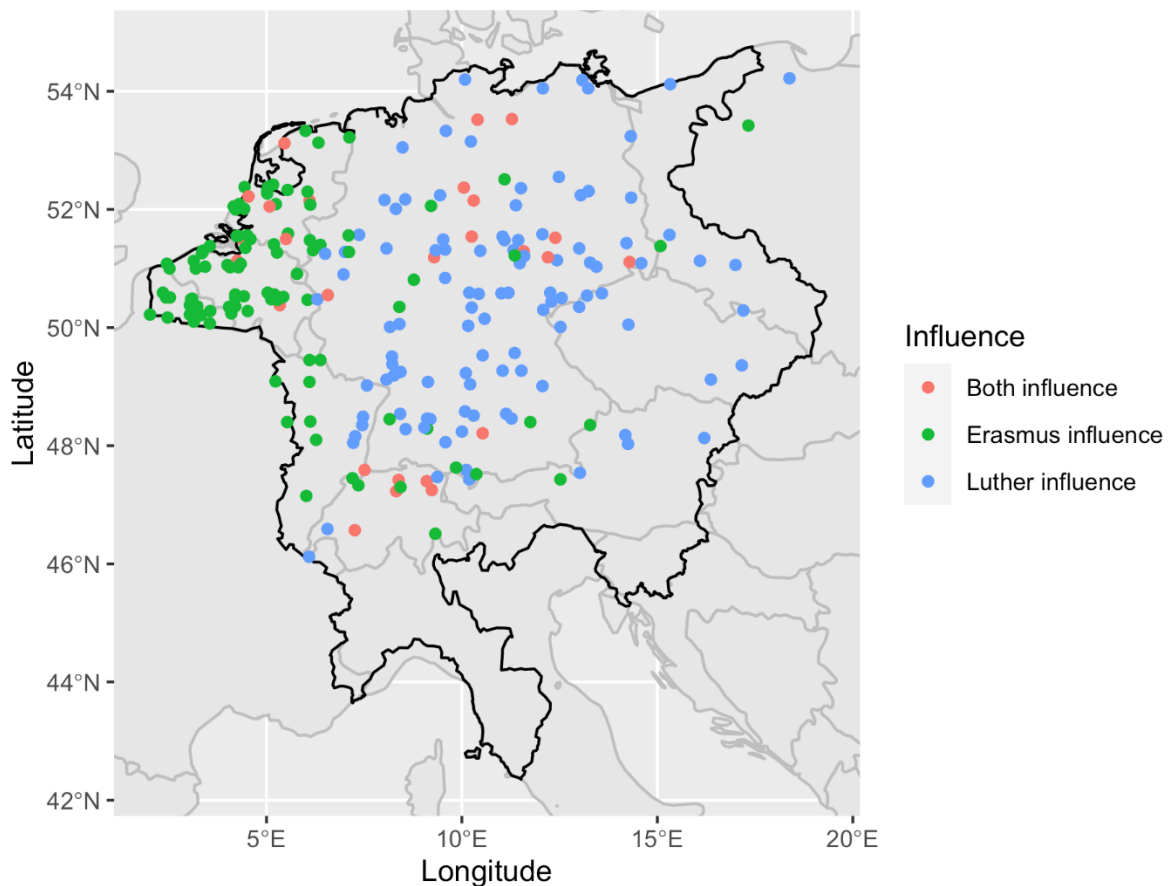 54°N
52°N
50°N
48°N
46°N
44°N
42°N
Latitude
5°E
10°E
15°E
20°E
Longitude
Influence
Both influence
Erasmus influence
Luther influence